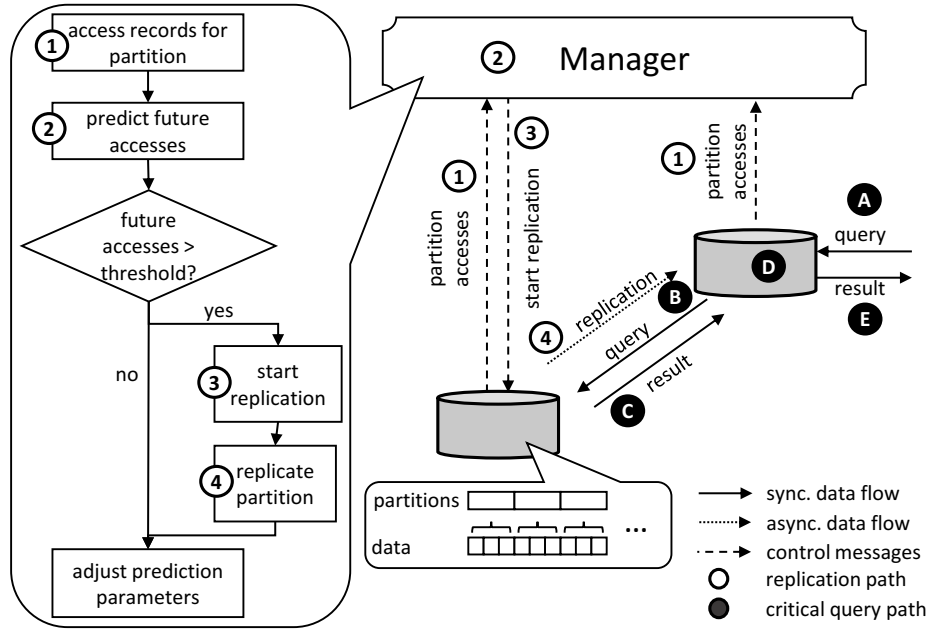 1
access records for
partition
2
predict future
accesses
future
accesses >
threshold?
yes
no
3
start
replication
4
replicate
partition
adjust prediction
parameters
2
Manager
1
partition
accesses
3
start replication
1
partition
accesses
A
query
D
result
E
4
replication
B
query
result
C
partitions
data
...
sync. data flow
async. data flow
control messages
replication path
critical query path